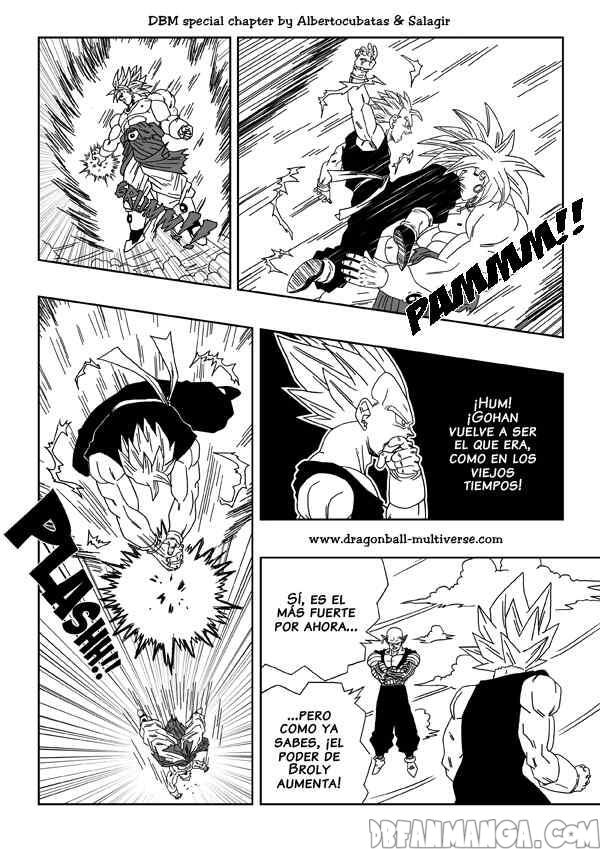 DBM special chapter by Albertocubatas & Salagir
PAMMM!!
¡Hum!
¡Gohan
vuelve a ser
el que era,
como en los
viejos
tiempos!
www.dragonball-multiverse.com
PLASHH!!
Sí, es el
más fuerte
por ahora...
...pero como ya
sabes, ¡el
poder de
Broly
aumenta!
DBFANMANGA.COM